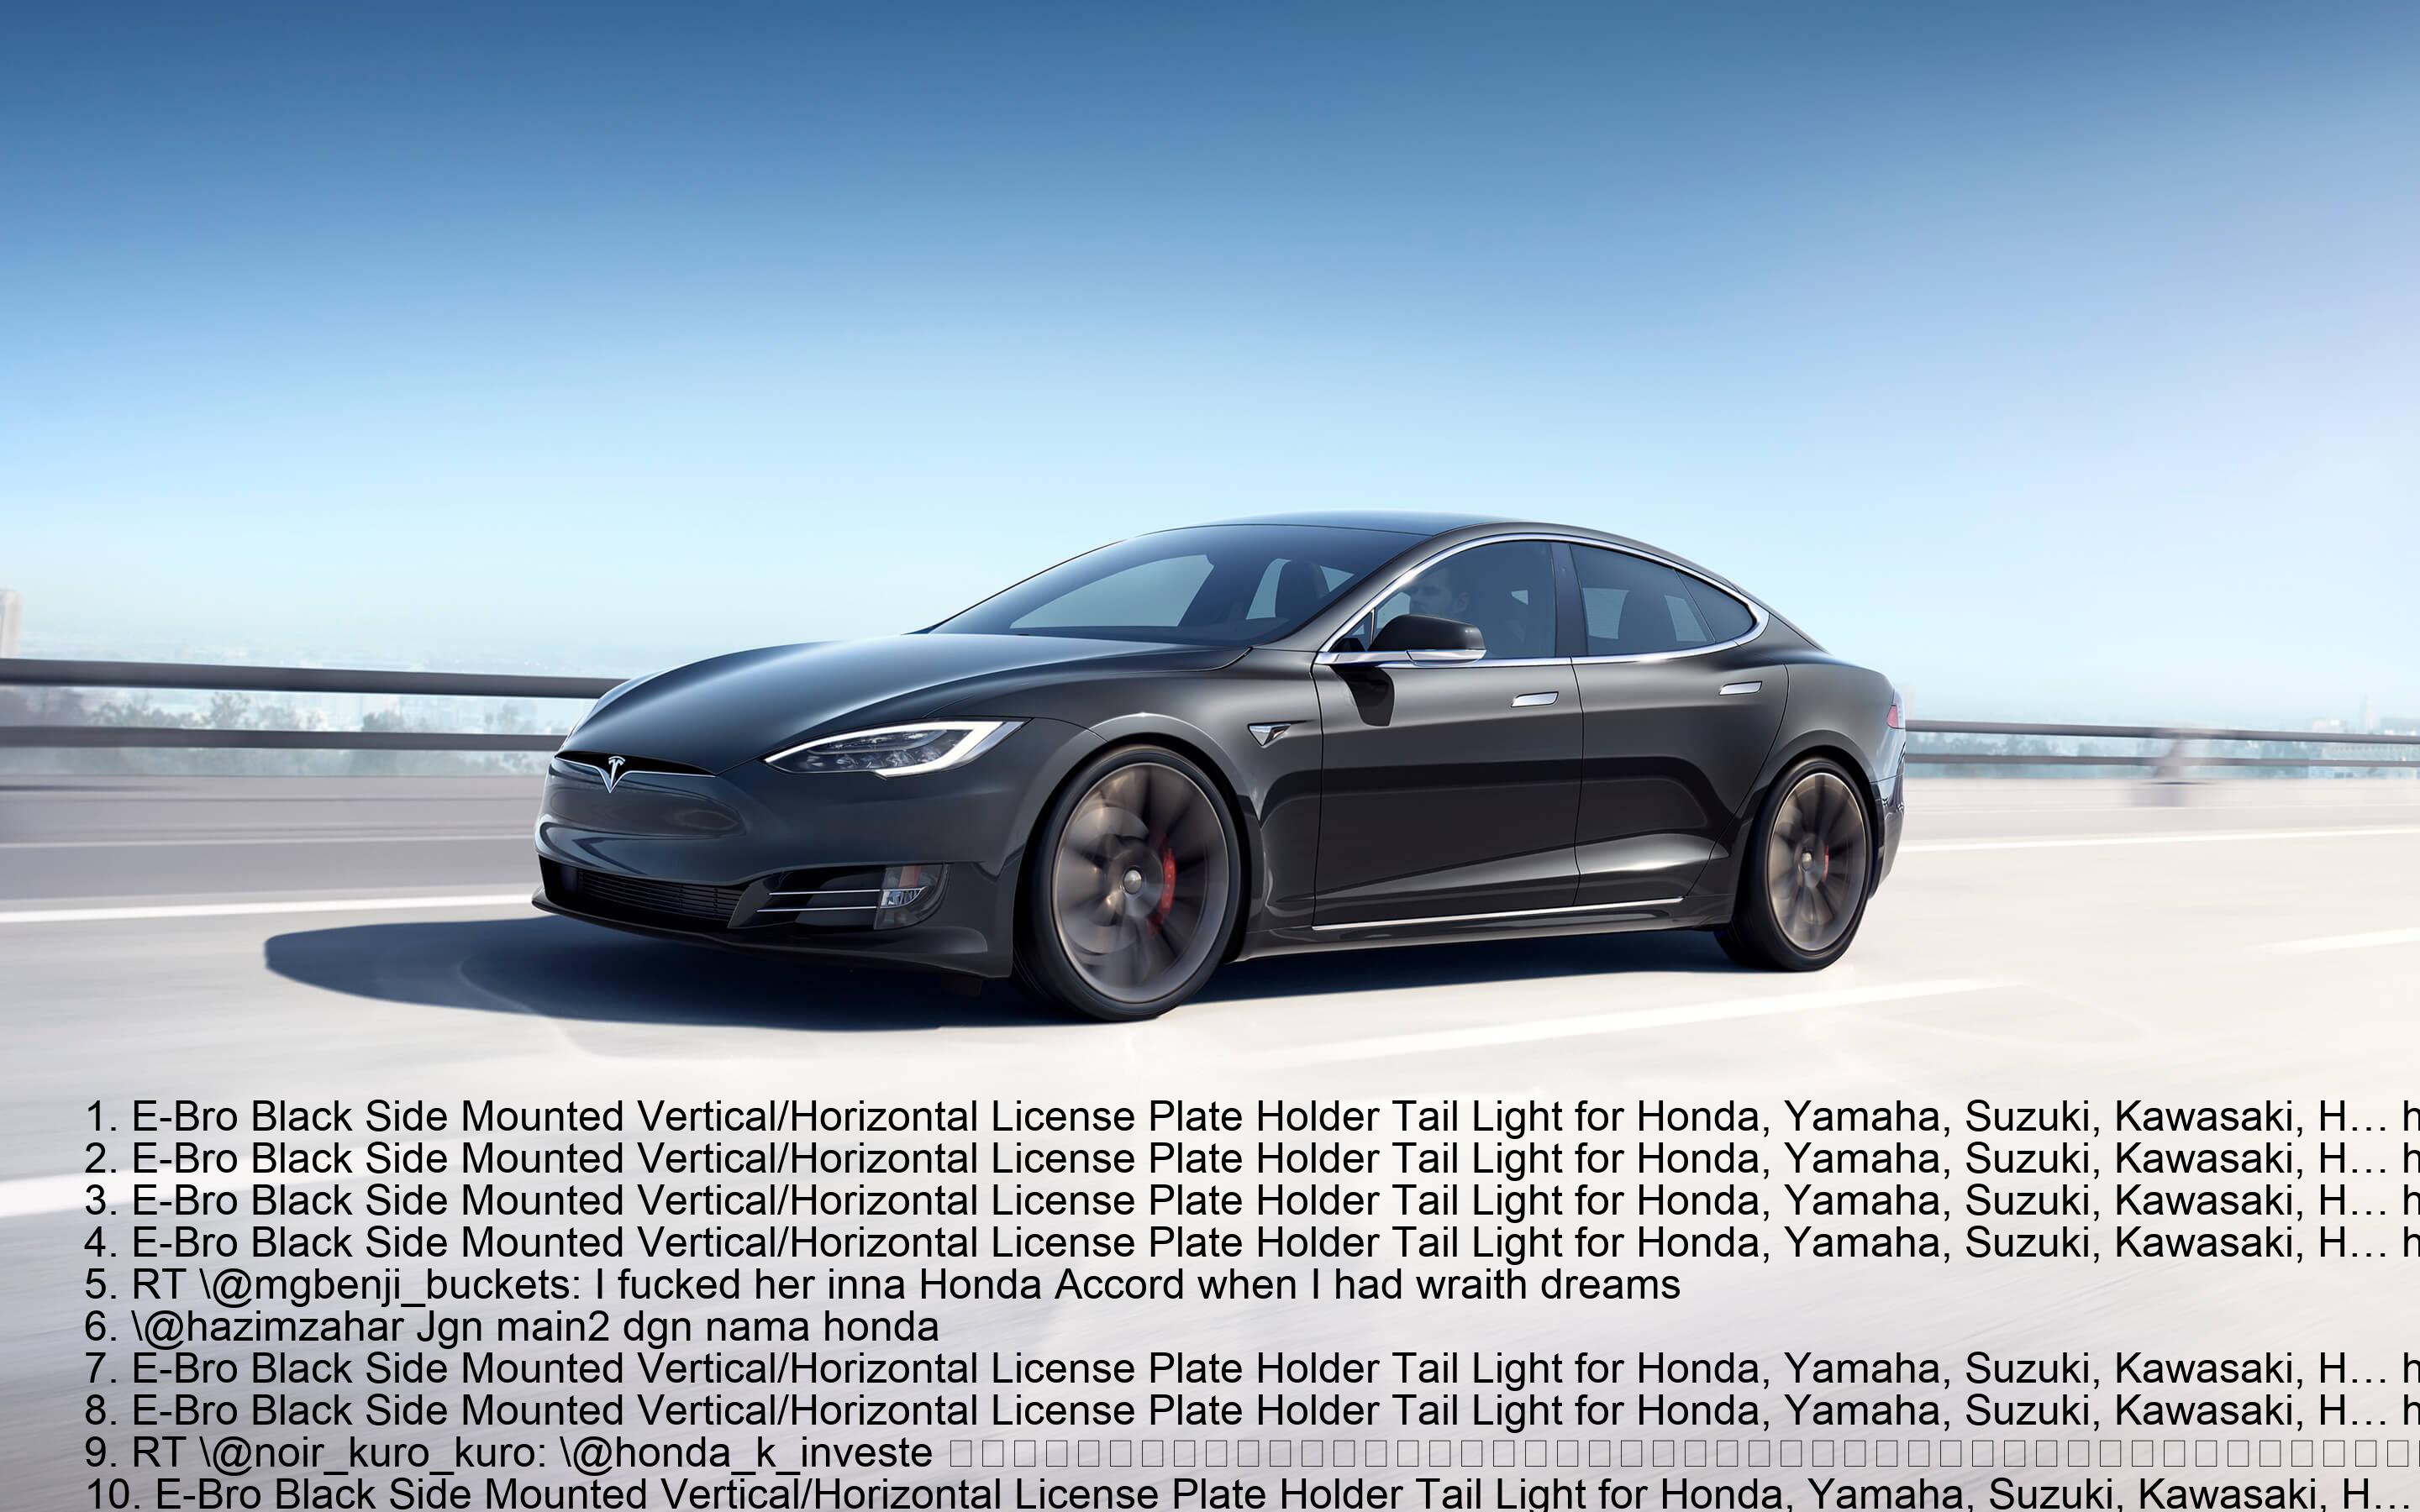 1. E-Bro Black Side Mounted Vertical/Horizontal License Plate Holder Tail Light for Honda, Yamaha, Suzuki, Kawasaki, H… h
2. E-Bro Black Side Mounted Vertical/Horizontal License Plate Holder Tail Light for Honda, Yamaha, Suzuki, Kawasaki, H… h
3. E-Bro Black Side Mounted Vertical/Horizontal License Plate Holder Tail Light for Honda, Yamaha, Suzuki, Kawasaki, H… h
4. E-Bro Black Side Mounted Vertical/Horizontal License Plate Holder Tail Light for Honda, Yamaha, Suzuki, Kawasaki, H… h
5. RT \@mgbenji_buckets: I fucked her inna Honda Accord when I had wraith dreams
6. \@hazimzahar Jgn main2 dgn nama honda
7. E-Bro Black Side Mounted Vertical/Horizontal License Plate Holder Tail Light for Honda, Yamaha, Suzuki, Kawasaki, H… h
8. E-Bro Black Side Mounted Vertical/Horizontal License Plate Holder Tail Light for Honda, Yamaha, Suzuki, Kawasaki, H… h
9. RT \@noir_kuro_kuro: \@honda_k_investe
10. E-Bro Black Side Mounted Vertical/Horizontal License Plate Holder Tail Light for Honda, Yamaha, Suzuki, Kawasaki, H…